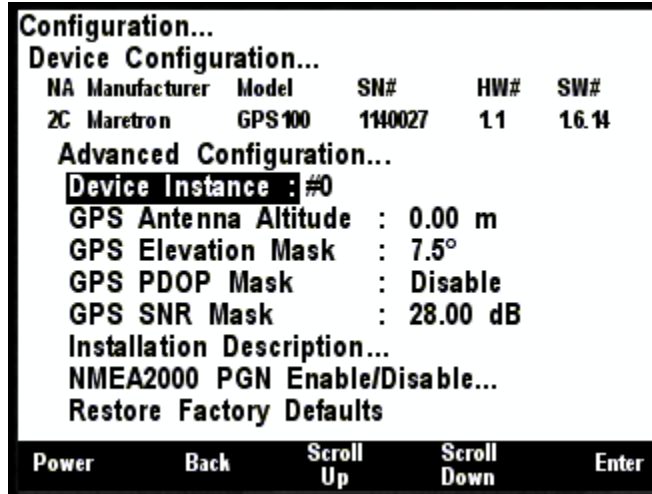 Configuration...
Device Configuration...
NA Manufacturer Model SN# HW# SW#
2C Maretron GPS100 1140027 1.1 1.6.14
Advanced Configuration...
Device Instance : #0
GPS Antenna Altitude : 0.00 m
GPS Elevation Mask : 7.5°
GPS PDOP Mask : Disable
GPS SNR Mask : 28.00 dB
Installation Description...
NMEA2000 PGN Enable/Disable...
Restore Factory Defaults
Power Back Scroll Up Scroll Down Enter